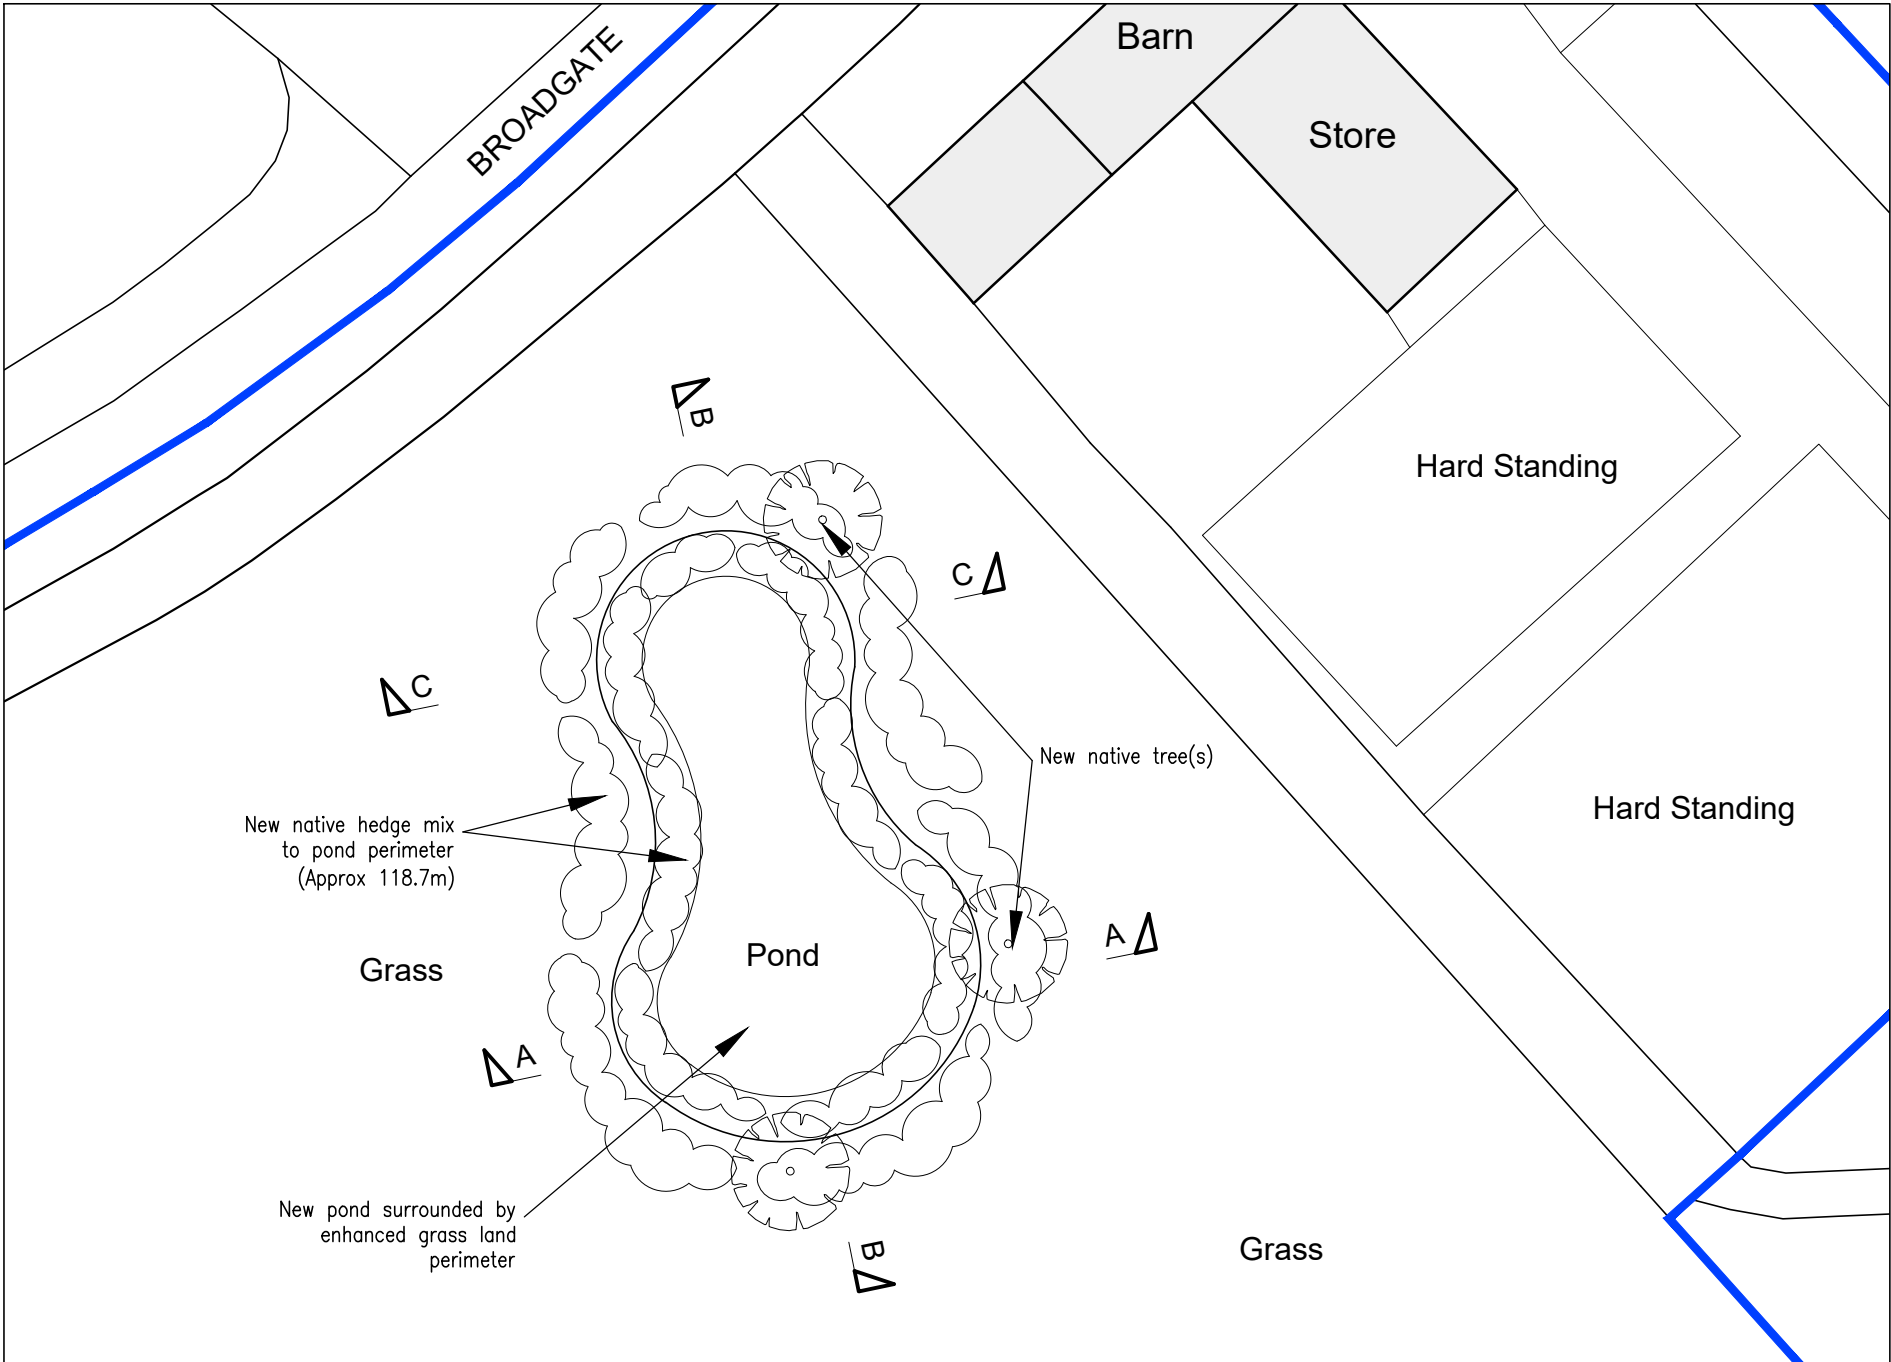 Barn
BROADGATE
Store
B
Hard Standing
C
C
New native tree(s)
New native hedge mix
to pond perimeter
(Approx 118.7m)
Hard Standing
A
Pond
Grass
A
New pond surrounded by
enhanced grass land
perimeter
B
Grass